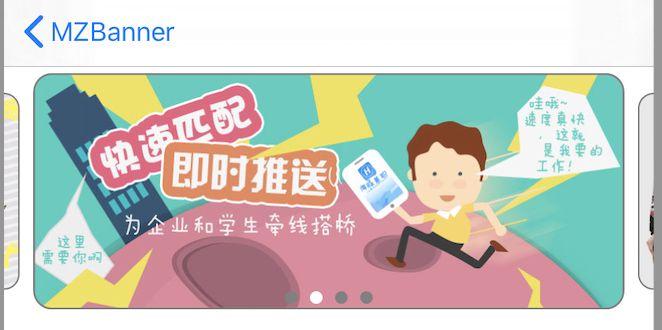 MZBanner
快速匹配
即时推送
为企业和学生牵线搭桥
这里
需要你啊
哇哦~
速度真快
，这就
是我要的
工作!
H